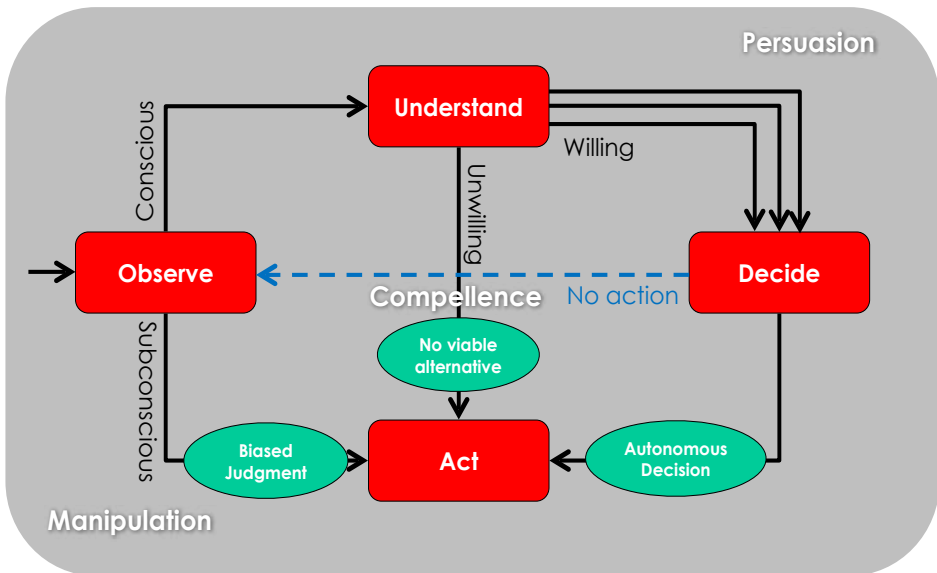 Persuasion
Understand
Conscious
Willing
Unwilling
Observe
Decide
Compellence
No action
Subconscious
No viable
alternative
Biased
Judgment
Act
Autonomous
Decision
Manipulation